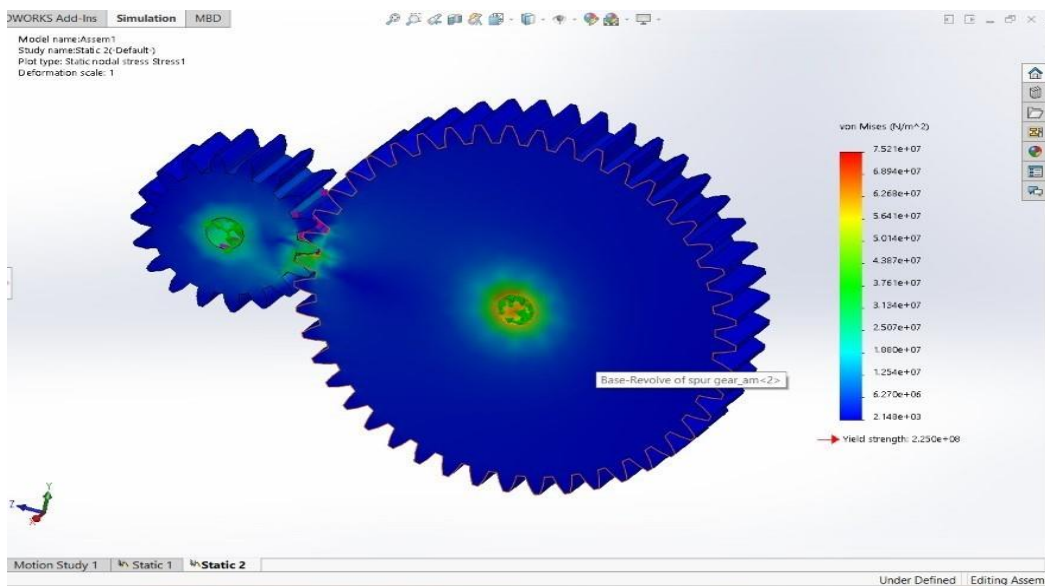 OWORKS Add-Ins Simulation MBD
Model name:Assem1
Study name:Static 2(-Default-)
Plot type: Static nodal stress Stress1
Deformation scale: 1
von Mises (N/m^2)
7.521e+07
6.894e+07
6.268e+07
5.641e+07
5.014e+07
4.387e+07
3.761e+07
3.134e+07
2.507e+07
1.880e+07
1.254e+07
6.270e+06
2.148e+03
Yield strength: 2.250e+08
Base-Revolve of spur gear_am<2>
Y
Z
X
Motion Study 1 Static 1 Static 2
Under Defined Editing Assem